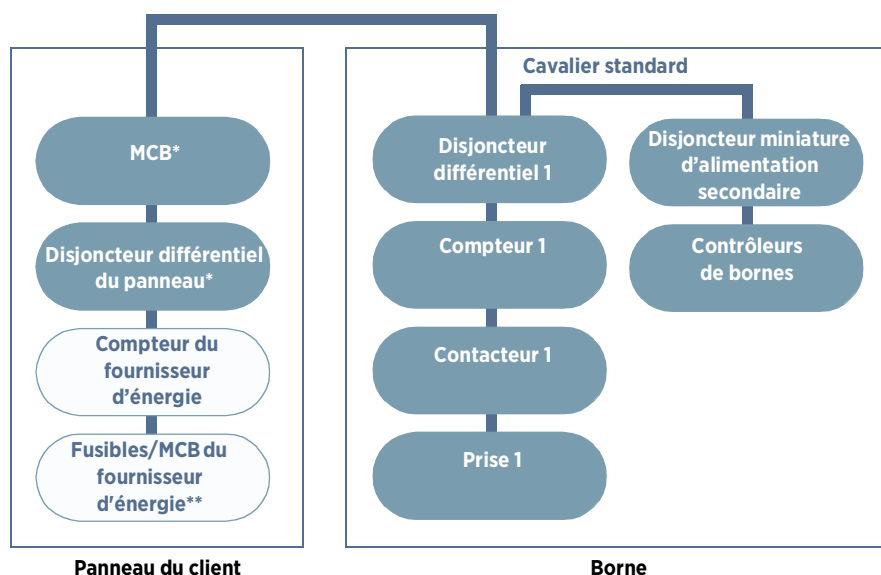 MCB*
Disjoncteur différentiel
du panneau*
Compteur du
fournisseur
d’énergie
Fusibles/MCB du
fournisseur
d'énergie**
Panneau du client
Cavalier standard
Disjoncteur
différentiel 1
Compteur 1
Contacteur 1
Prise 1
Disjoncteur miniature
d’alimentation
secondaire
Contrôleurs
de bornes
Borne